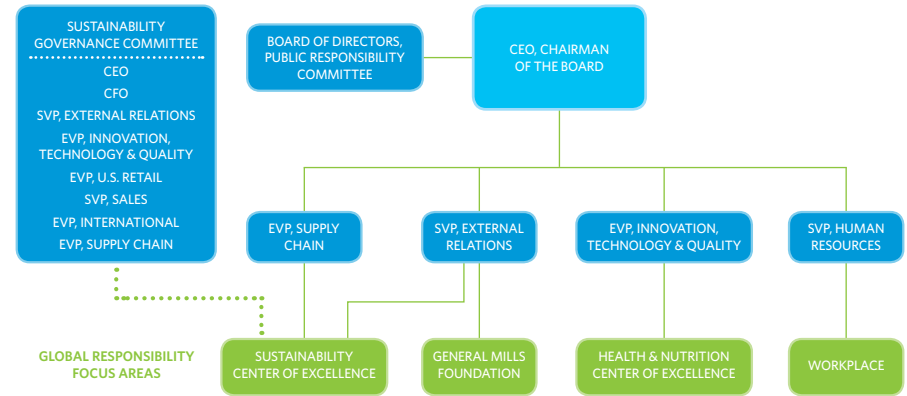 SUSTAINABILITY
GOVERNANCE COMMITTEE
CEO
CFO
SVP, EXTERNAL RELATIONS
EVP, INNOVATION,
TECHNOLOGY & QUALITY
EVP, U.S. RETAIL
SVP, SALES
EVP, INTERNATIONAL
EVP, SUPPLY CHAIN
BOARD OF DIRECTORS,
PUBLIC RESPONSIBILITY
COMMITTEE
CEO, CHAIRMAN
OF THE BOARD
EVP, SUPPLY
CHAIN
SVP, EXTERNAL
RELATIONS
EVP, INNOVATION,
TECHNOLOGY & QUALITY
SVP, HUMAN
RESOURCES
GLOBAL RESPONSIBILITY
FOCUS AREAS
SUSTAINABILITY
CENTER OF EXCELLENCE
GENERAL MILLS
FOUNDATION
HEALTH & NUTRITION
CENTER OF EXCELLENCE
WORKPLACE